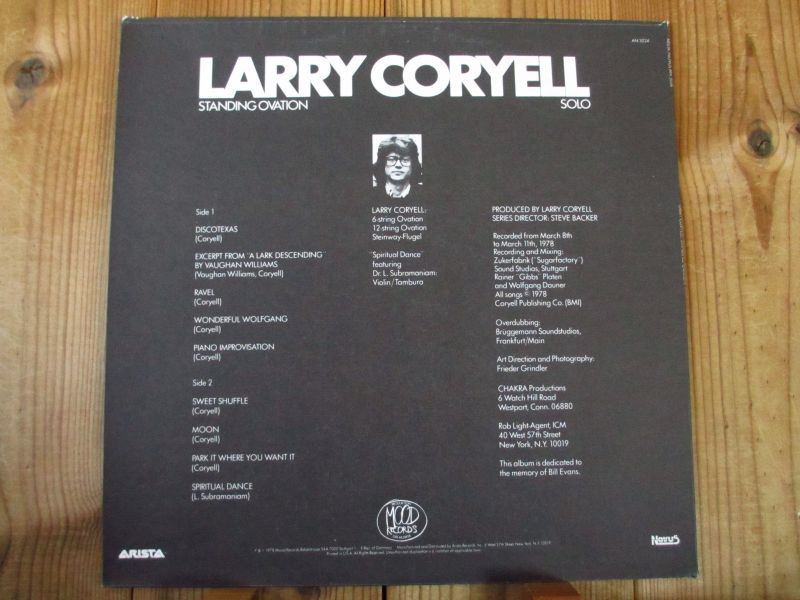 AN 3024
LARRY CORYELL
STANDING OVATION
SOLO
Side 1
DISCOTEXAS
(Coryell)
EXCERPT FROM "A LARK DESCENDING"
BY VAUGHAN WILLIAMS
(Vaughan Williams, Coryell)
RAVEL
(Coryell)
WONDERFUL WOLFGANG
(Coryell)
PIANO IMPROVISATION
(Coryell)
Side 2
SWEET SHUFFLE
(Coryell)
MOON
(Coryell)
PARK IT WHERE YOU WANT IT
(Coryell)
SPIRITUAL DANCE
(L. Subramaniam)
LARRY CORYELL:
6-string Ovation
12-string Ovation
Steinway-Flugel
"Spiritual Dance"
featuring
Dr. L. Subramaniam:
Violin/Tambura
PRODUCED BY LARRY CORYELL
SERIES DIRECTOR: STEVE BACKER
Recorded from March 8th
to March 11th, 1978
Recording and Mixing:
Zukerfabrik ("Sugarfactory")
Sound Studios, Stuttgart
Rainer "Gibbs" Platen
and Wolfgang Dauner
All songs © 1978
Coryell Publishing Co. (BMI)
Overdubbing:
Brüggemann Soundstudios,
Frankfurt/Main
Art Direction and Photography:
Frieder Grindler
CHAKRA Productions
6 Watch Hill Road
Westport, Conn. 06880
Rob Light-Agent, ICM
40 West 57th Street
New York, N.Y. 10019
This album is dedicated to
the memory of Bill Evans.
MOOD
RECORDS
ARISTA
Novus